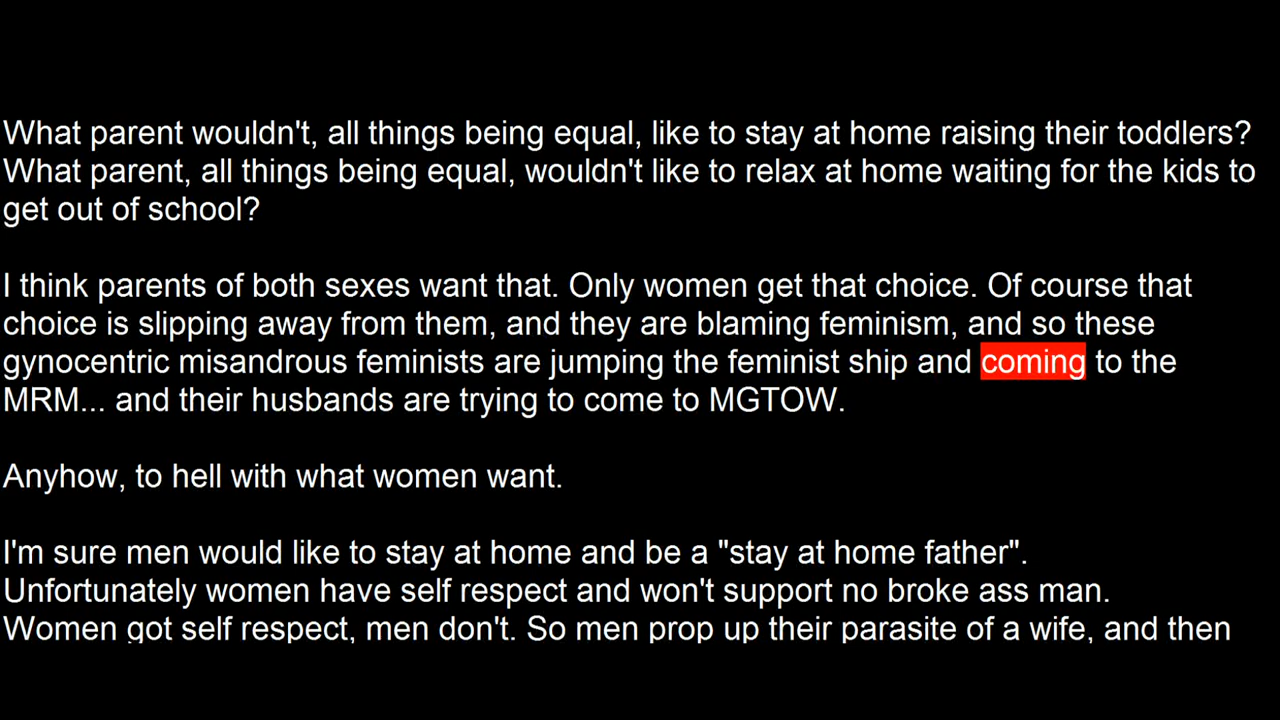 What parent wouldn't, all things being equal, like to stay at home raising their toddlers?
What parent, all things being equal, wouldn't like to relax at home waiting for the kids to
get out of school?
I think parents of both sexes want that. Only women get that choice. Of course that
choice is slipping away from them, and they are blaming feminism, and so these
gynocentric misandrous feminists are jumping the feminist ship and coming to the
MRM... and their husbands are trying to come to MGTOW.
Anyhow, to hell with what women want.
I'm sure men would like to stay at home and be a "stay at home father".
Unfortunately women have self respect and won't support no broke ass man.
Women got self respect, men don't. So men prop up their parasite of a wife, and then